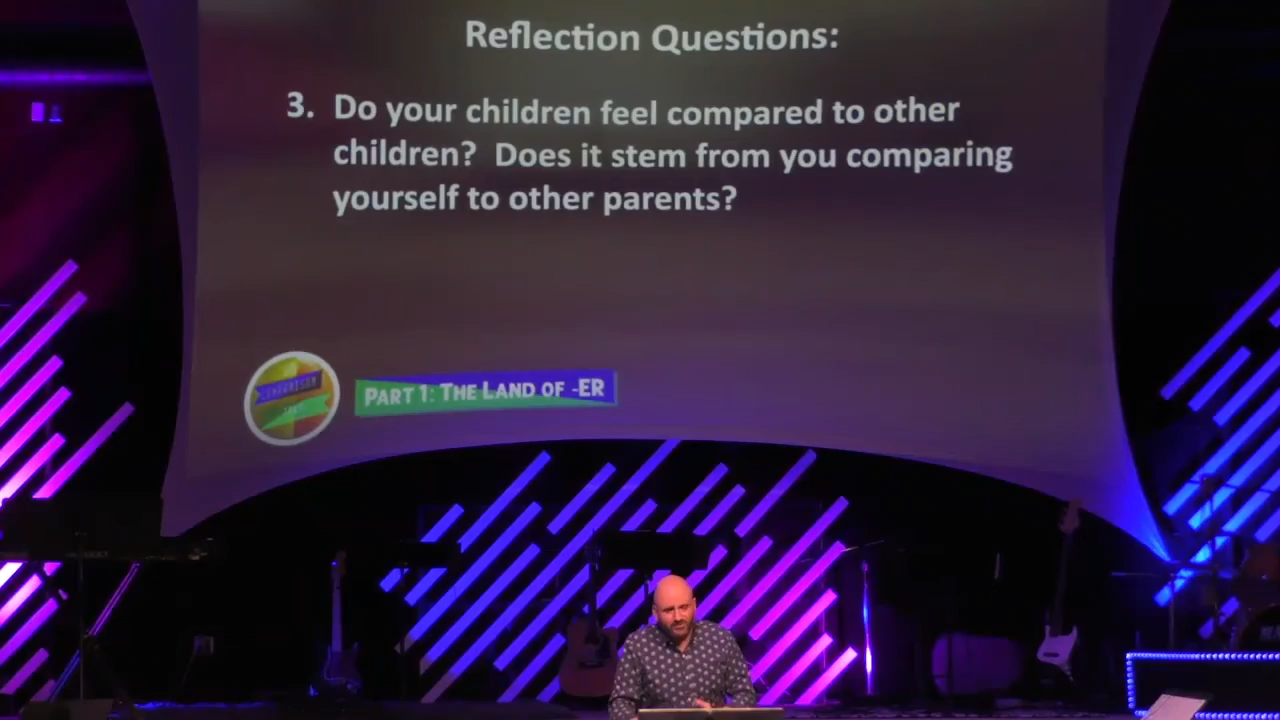 Reflection Questions:
3. Do your children feel compared to other
children? Does it stem from you comparing
yourself to other parents?
PART 1: THE LAND OF -ER